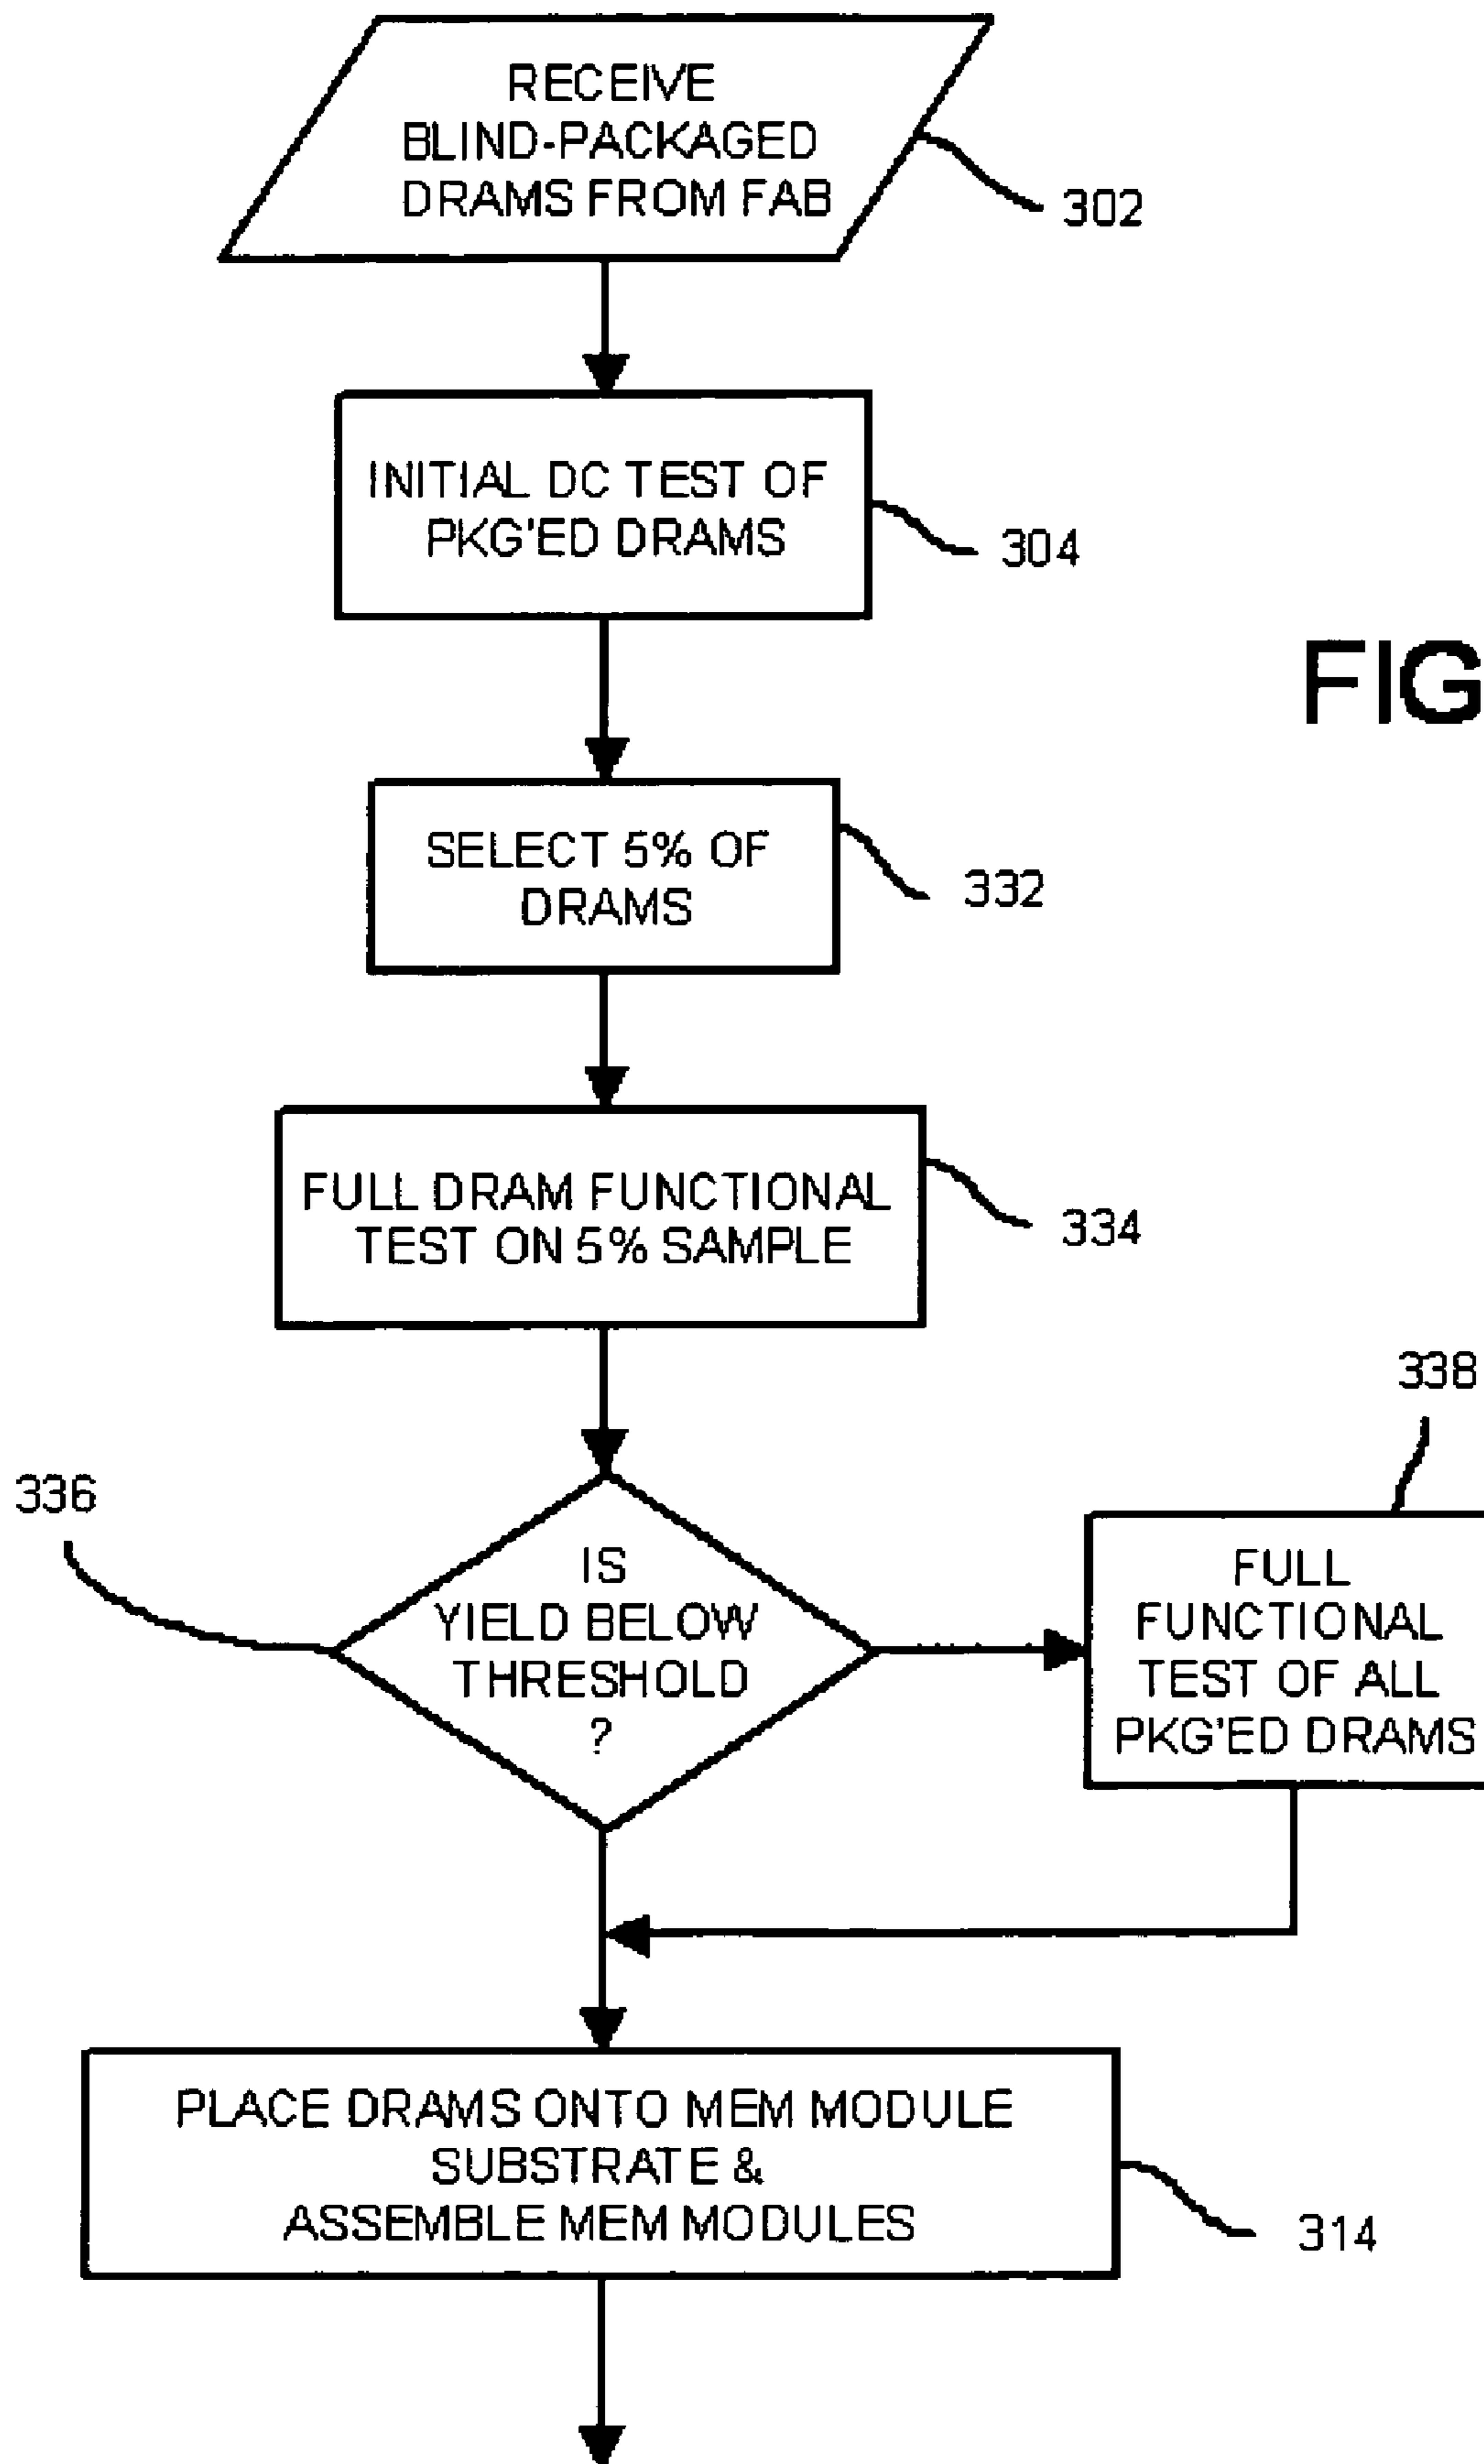 RECEIVE
BLIND-PACKAGED
DRAMS FROM FAB
302
INITIAL DC TEST OF
PKG'ED DRAMS
304
FIG
SELECT 5% OF
DRAMS
332
FULL DRAM FUNCTIONAL
TEST ON 5% SAMPLE
334
338
336
IS
YIELD BELOW
THRESHOLD
?
FULL
FUNCTIONAL
TEST OF ALL
PKG'ED DRAMS
PLACE DRAMS ONTO MEM MODULE
SUBSTRATE &
ASSEMBLE MEM MODULES
314